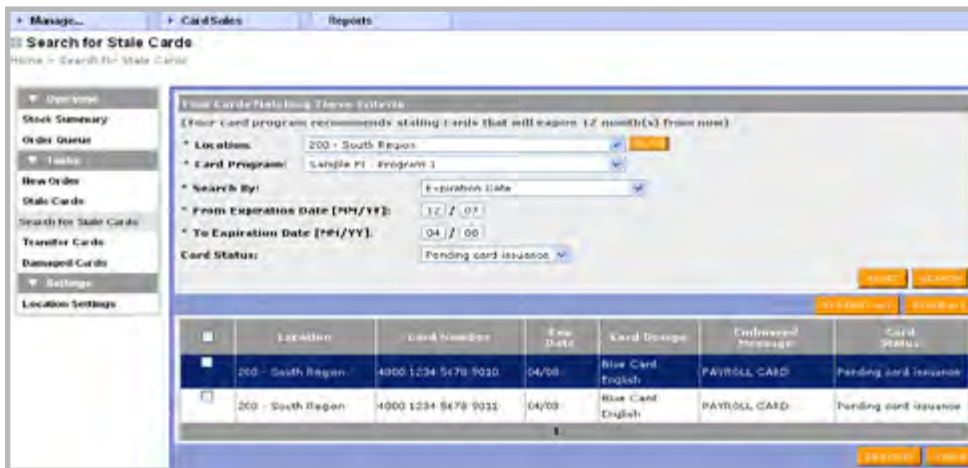 Manage... CardSales Reports
Search for Stale Cards
Home > Search for Stale Cards
Overview
Stock Summary
Order Queue
Tasks
New Order
Stale Cards
Search for Stale Cards
Transfer Cards
Damaged Cards
Settings
Location Settings
Your Cards Matching These Criteria
(Your card program recommends staling cards that will expire 12 month(s) from now)
* Location: 200 - South Region
* Card Program: Sample FI - Program 1
* Search By: Expiration Date
* From Expiration Date [MM/YY]: 12 / 07
* To Expiration Date [MM/YY]: 04 / 08
Card Status: Pending card issuance
Location Card Number Exp Date Card Design Embossed Message Card Status
200 - South Region 4000 1234 5678 9010 04/08 Blue Card English PAYROLL CARD Pending card issuance
200 - South Region 4000 1234 5678 9011 04/08 Blue Card English PAYROLL CARD Pending card issuance
1